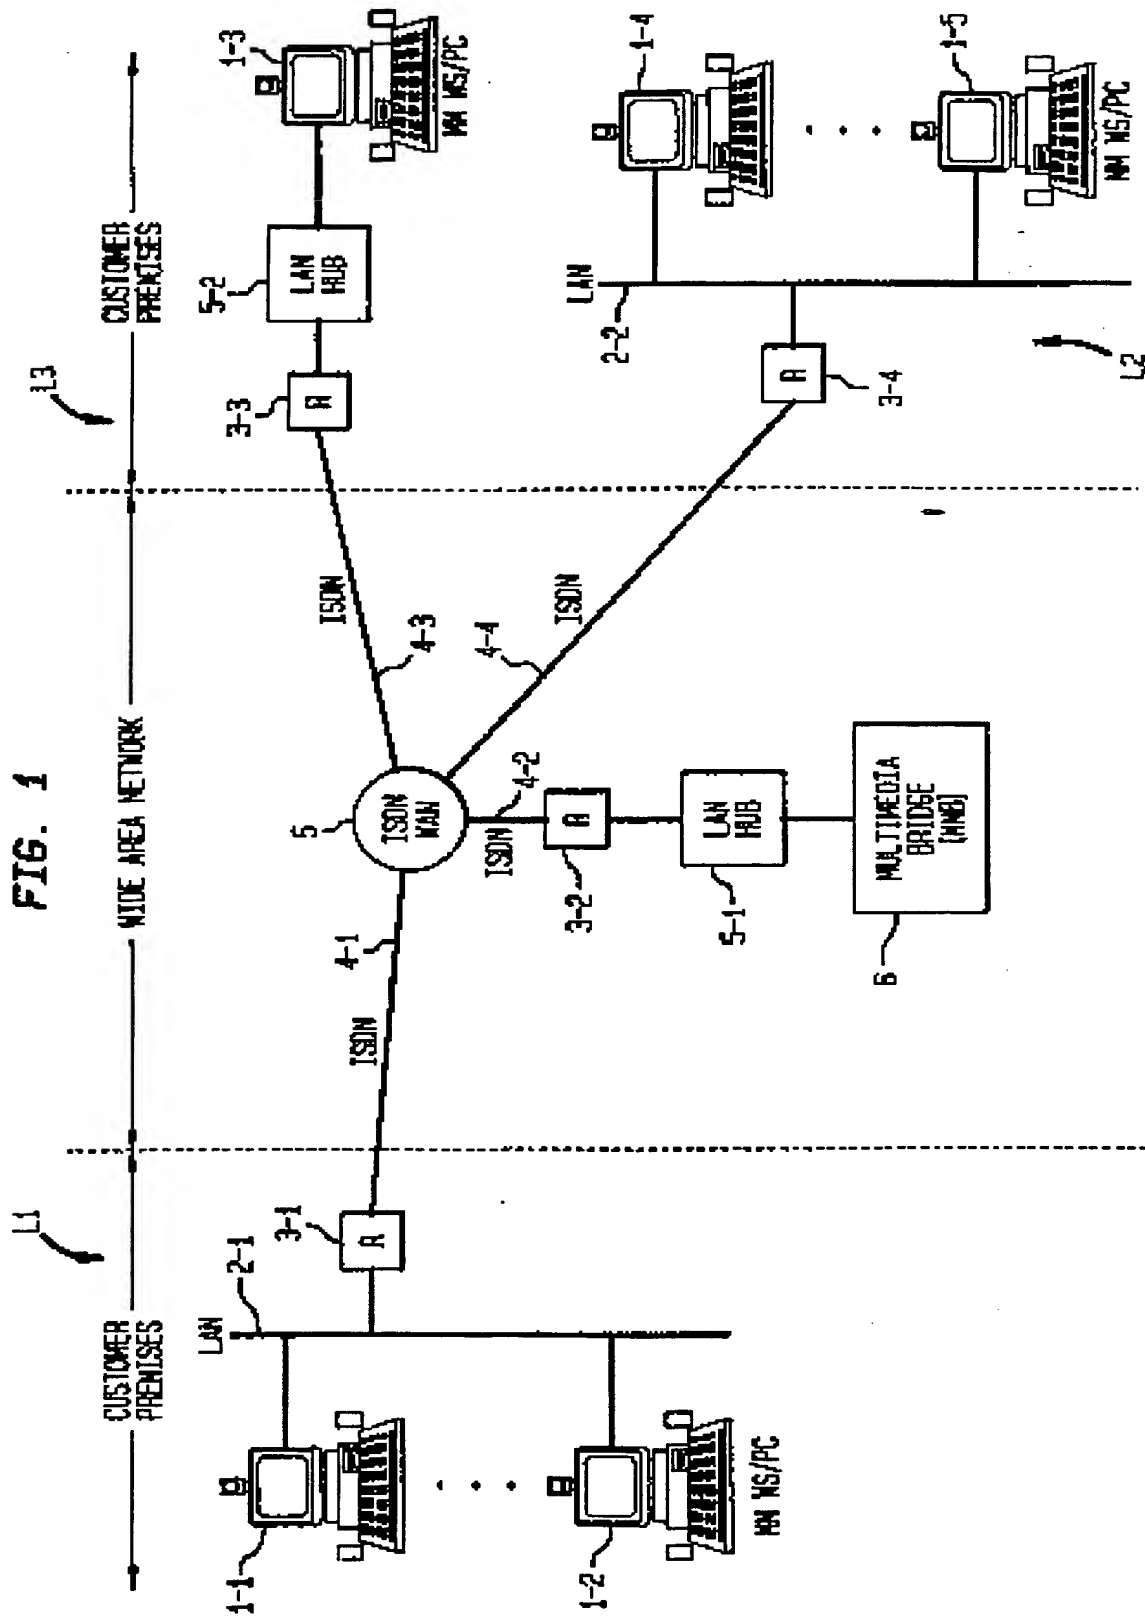 FIG. 1
L1
L3
CUSTOMER
PREMISES
WIDE AREA NETWORK
CUSTOMER
PREMISES
LAN
2-1
1-1
3-1
A
ISDN
4-1
5
ISDN
WAN
ISDN
4-3
3-3
A
5-2
LAN
HUB
1-3
MM WS/PC
1-2
MM WS/PC
ISDN
4-2
3-2
A
5-1
LAN
HUB
6
MULTIMEDIA
BRIDGE
(MMB)
4-4
ISDN
A
3-4
LAN
2-2
1-4
1-5
MM WS/PC
L2